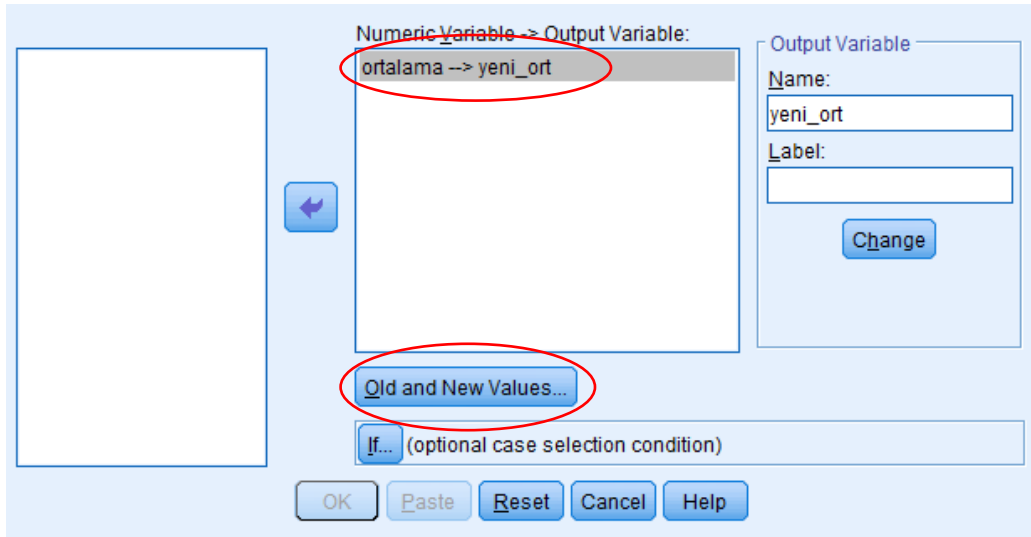 Numeric Variable -> Output Variable:
ortalama --> yeni_ort
Output Variable
Name:
yeni_ort
Label:
Change
Old and New Values...
If... (optional case selection condition)
OK Paste Reset Cancel Help